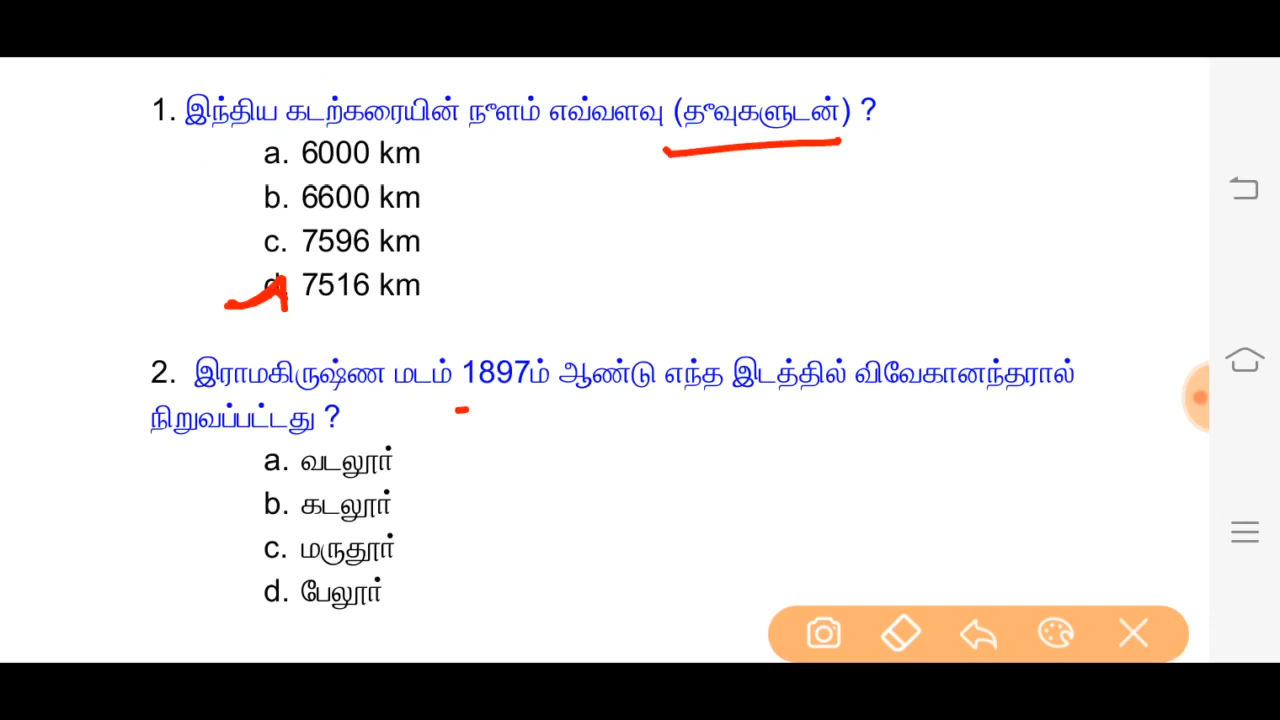 1. இந்திய கடற்கரையின் நீளம் எவ்வளவு (தீவுகளுடன்) ?
a. 6000 km
b. 6600 km
c. 7596 km
d. 7516 km
2. இராமகிருஷ்ண மடம் 1897ம் ஆண்டு எந்த இடத்தில் விவேகானந்தரால்
நிறுவப்பட்டது ?
a. வடலூர்
b. கடலூர்
c. மருதூர்
d. பேலூர்